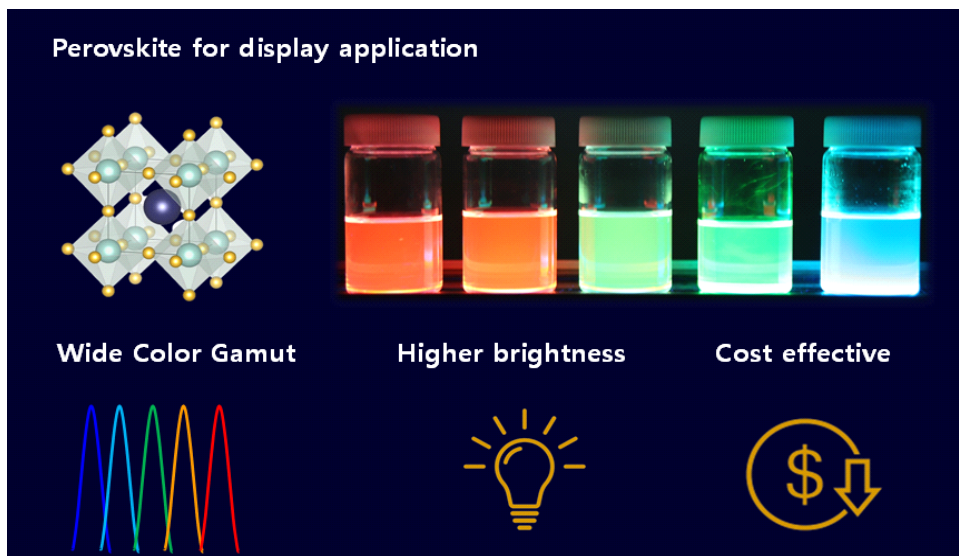 Perovskite for display application
Wide Color Gamut
Higher brightness
Cost effective
$